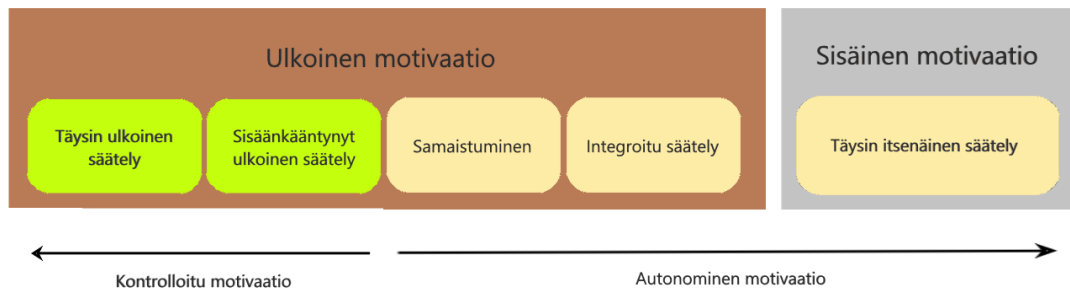 Ulkoinen motivaatio
Sisäinen motivaatio
Täysin ulkoinen
säätely
Sisäänkääntynyt
ulkoinen säätely
Samaistuminen
Integroitu säätely
Täysin itsenäinen säätely
Kontrolloitu motivaatio
Autonominen motivaatio